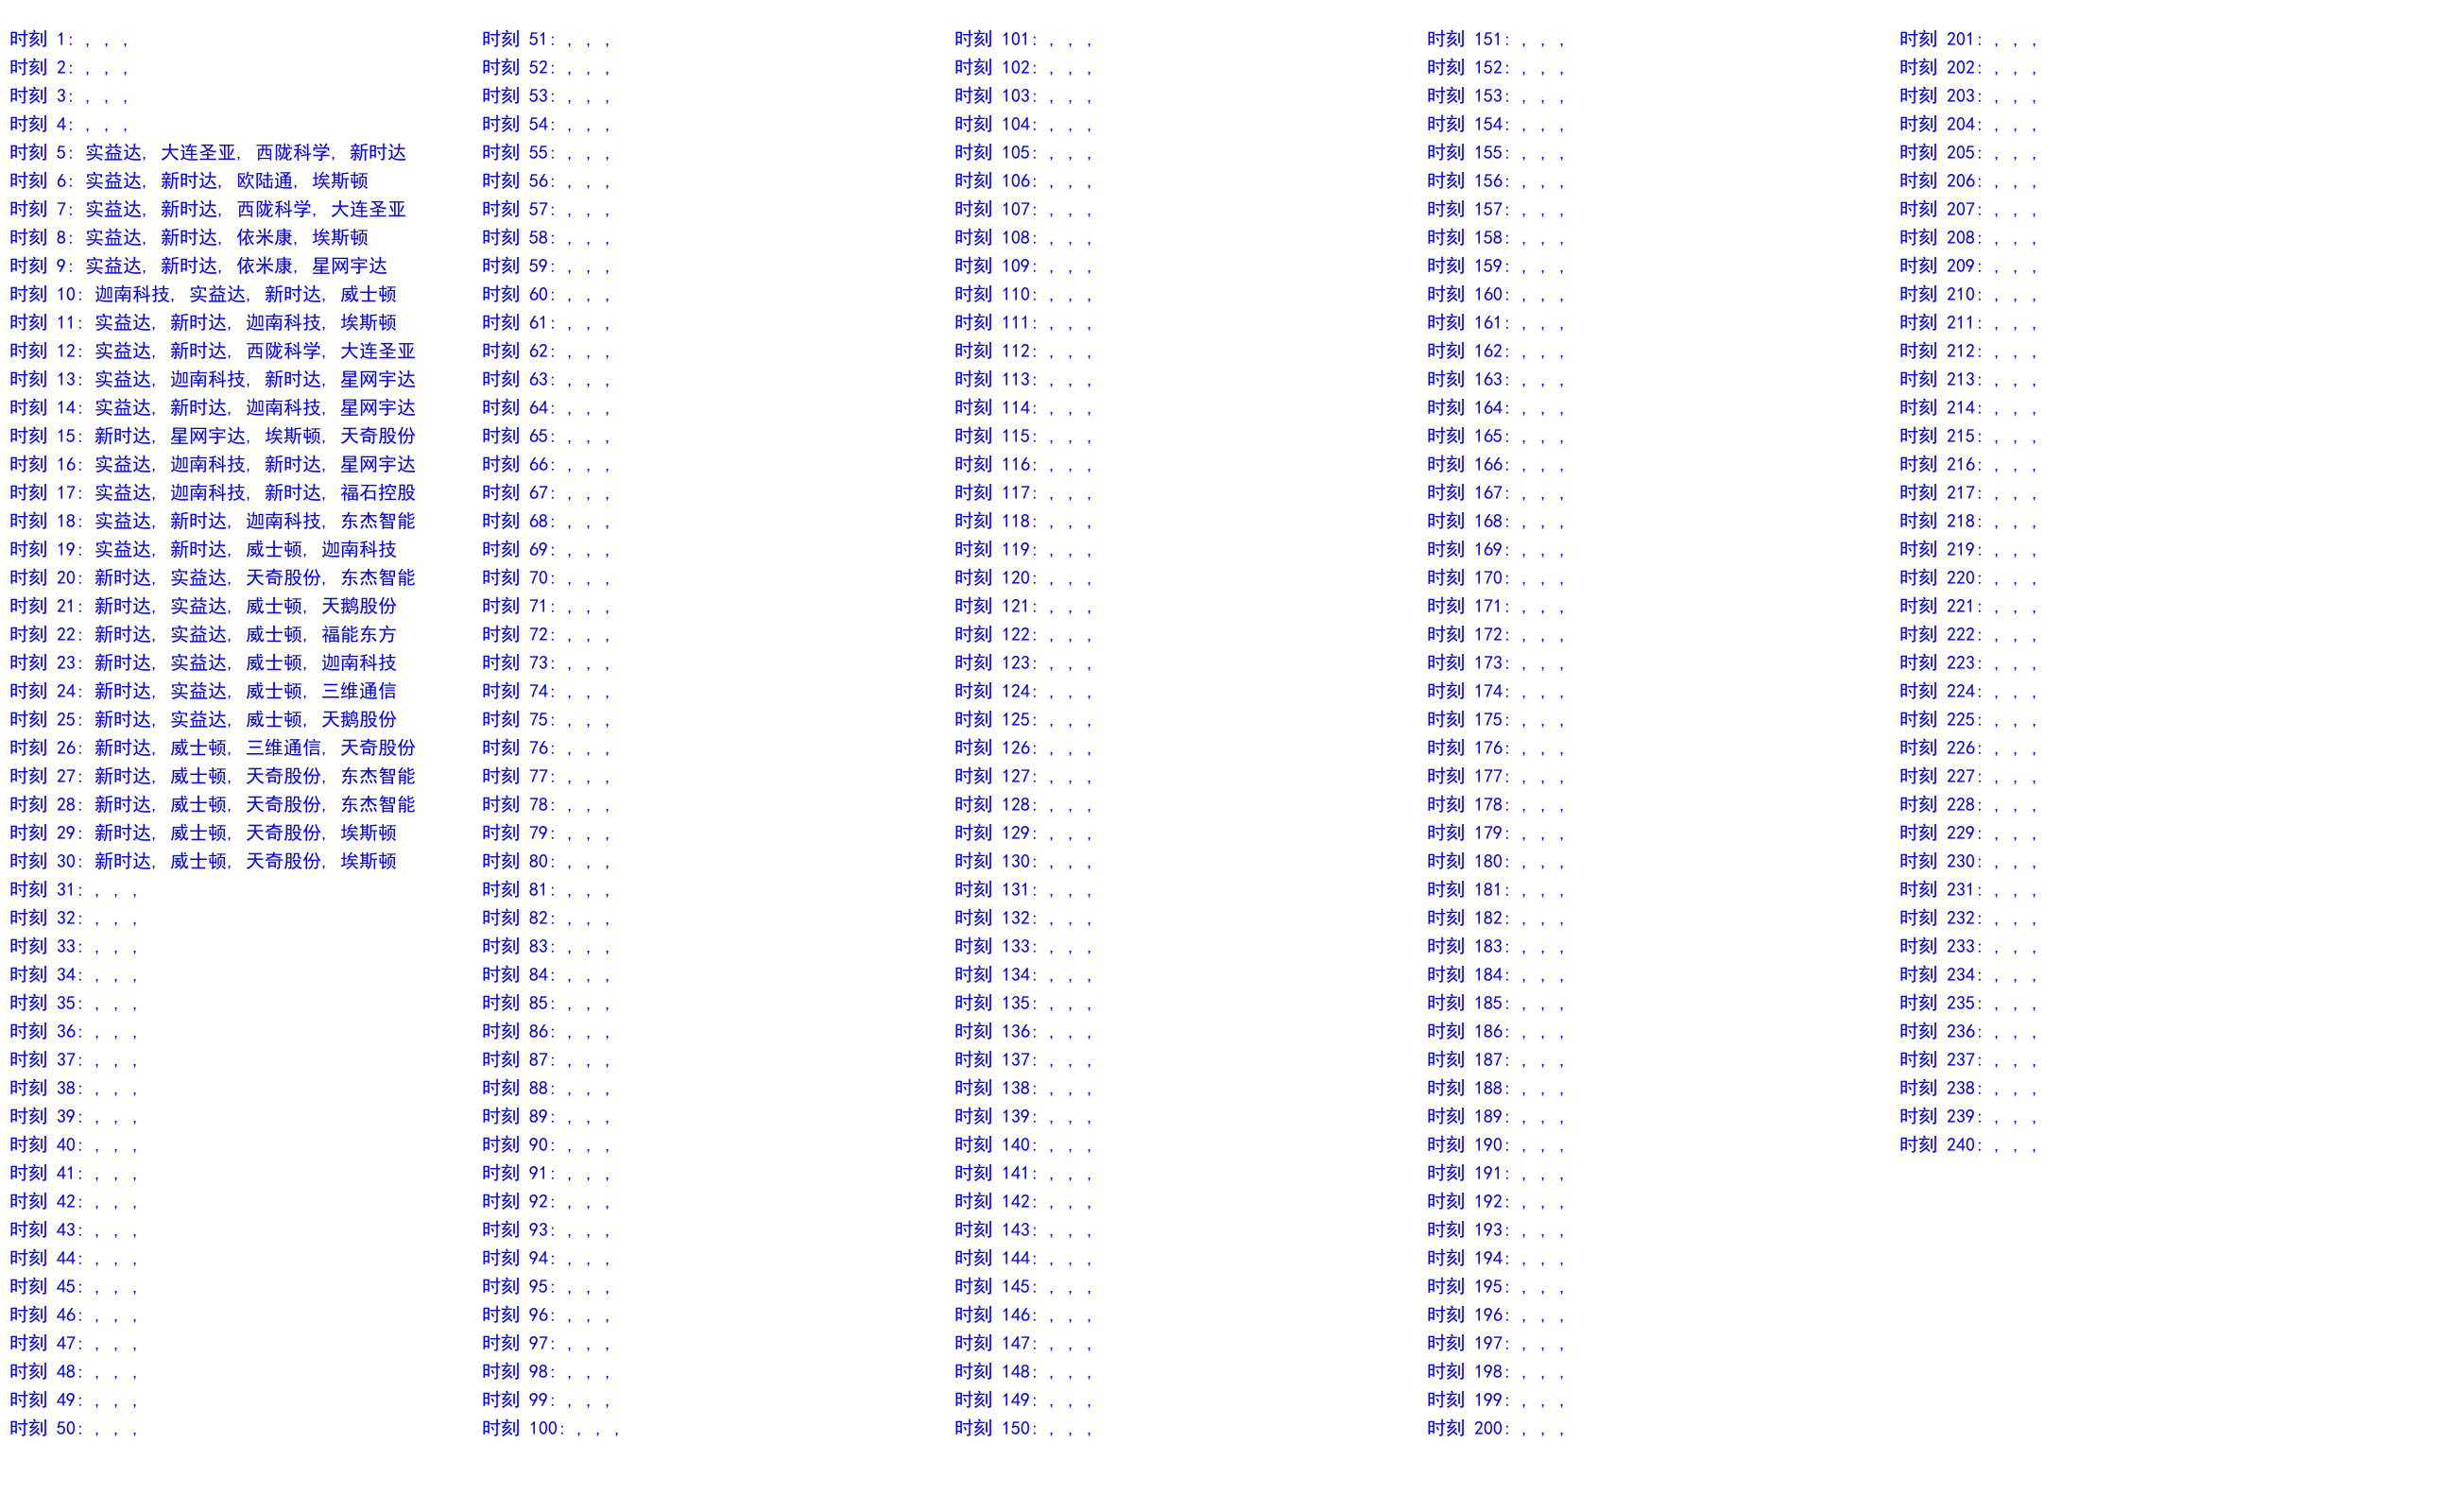 时刻 1: , , ,
时刻 2: , , ,
时刻 3: , , ,
时刻 4: , , ,
时刻 5: 实益达, 大连圣亚, 西陇科学, 新时达
时刻 6: 实益达, 新时达, 欧陆通, 埃斯顿
时刻 7: 实益达, 新时达, 西陇科学, 大连圣亚
时刻 8: 实益达, 新时达, 依米康, 埃斯顿
时刻 9: 实益达, 新时达, 依米康, 星网宇达
时刻 10: 迦南科技, 实益达, 新时达, 威士顿
时刻 11: 实益达, 新时达, 迦南科技, 埃斯顿
时刻 12: 实益达, 新时达, 西陇科学, 大连圣亚
时刻 13: 实益达, 迦南科技, 新时达, 星网宇达
时刻 14: 实益达, 新时达, 迦南科技, 星网宇达
时刻 15: 新时达, 星网宇达, 埃斯顿, 天奇股份
时刻 16: 实益达, 迦南科技, 新时达, 星网宇达
时刻 17: 实益达, 迦南科技, 新时达, 福石控股
时刻 18: 实益达, 新时达, 迦南科技, 东杰智能
时刻 19: 实益达, 新时达, 威士顿, 迦南科技
时刻 20: 新时达, 实益达, 天奇股份, 东杰智能
时刻 21: 新时达, 实益达, 威士顿, 天鹅股份
时刻 22: 新时达, 实益达, 威士顿, 福能东方
时刻 23: 新时达, 实益达, 威士顿, 迦南科技
时刻 24: 新时达, 实益达, 威士顿, 三维通信
时刻 25: 新时达, 实益达, 威士顿, 天鹅股份
时刻 26: 新时达, 威士顿, 三维通信, 天奇股份
时刻 27: 新时达, 威士顿, 天奇股份, 东杰智能
时刻 28: 新时达, 威士顿, 天奇股份, 东杰智能
时刻 29: 新时达, 威士顿, 天奇股份, 埃斯顿
时刻 30: 新时达, 威士顿, 天奇股份, 埃斯顿
时刻 31: , , ,
时刻 32: , , ,
时刻 33: , , ,
时刻 34: , , ,
时刻 35: , , ,
时刻 36: , , ,
时刻 37: , , ,
时刻 38: , , ,
时刻 39: , , ,
时刻 40: , , ,
时刻 41: , , ,
时刻 42: , , ,
时刻 43: , , ,
时刻 44: , , ,
时刻 45: , , ,
时刻 46: , , ,
时刻 47: , , ,
时刻 48: , , ,
时刻 49: , , ,
时刻 50: , , ,
时刻 51: , , ,
时刻 52: , , ,
时刻 53: , , ,
时刻 54: , , ,
时刻 55: , , ,
时刻 56: , , ,
时刻 57: , , ,
时刻 58: , , ,
时刻 59: , , ,
时刻 60: , , ,
时刻 61: , , ,
时刻 62: , , ,
时刻 63: , , ,
时刻 64: , , ,
时刻 65: , , ,
时刻 66: , , ,
时刻 67: , , ,
时刻 68: , , ,
时刻 69: , , ,
时刻 70: , , ,
时刻 71: , , ,
时刻 72: , , ,
时刻 73: , , ,
时刻 74: , , ,
时刻 75: , , ,
时刻 76: , , ,
时刻 77: , , ,
时刻 78: , , ,
时刻 79: , , ,
时刻 80: , , ,
时刻 81: , , ,
时刻 82: , , ,
时刻 83: , , ,
时刻 84: , , ,
时刻 85: , , ,
时刻 86: , , ,
时刻 87: , , ,
时刻 88: , , ,
时刻 89: , , ,
时刻 90: , , ,
时刻 91: , , ,
时刻 92: , , ,
时刻 93: , , ,
时刻 94: , , ,
时刻 95: , , ,
时刻 96: , , ,
时刻 97: , , ,
时刻 98: , , ,
时刻 99: , , ,
时刻 100: , , ,
时刻 101: , , ,
时刻 102: , , ,
时刻 103: , , ,
时刻 104: , , ,
时刻 105: , , ,
时刻 106: , , ,
时刻 107: , , ,
时刻 108: , , ,
时刻 109: , , ,
时刻 110: , , ,
时刻 111: , , ,
时刻 112: , , ,
时刻 113: , , ,
时刻 114: , , ,
时刻 115: , , ,
时刻 116: , , ,
时刻 117: , , ,
时刻 118: , , ,
时刻 119: , , ,
时刻 120: , , ,
时刻 121: , , ,
时刻 122: , , ,
时刻 123: , , ,
时刻 124: , , ,
时刻 125: , , ,
时刻 126: , , ,
时刻 127: , , ,
时刻 128: , , ,
时刻 129: , , ,
时刻 130: , , ,
时刻 131: , , ,
时刻 132: , , ,
时刻 133: , , ,
时刻 134: , , ,
时刻 135: , , ,
时刻 136: , , ,
时刻 137: , , ,
时刻 138: , , ,
时刻 139: , , ,
时刻 140: , , ,
时刻 141: , , ,
时刻 142: , , ,
时刻 143: , , ,
时刻 144: , , ,
时刻 145: , , ,
时刻 146: , , ,
时刻 147: , , ,
时刻 148: , , ,
时刻 149: , , ,
时刻 150: , , ,
时刻 151: , , ,
时刻 152: , , ,
时刻 153: , , ,
时刻 154: , , ,
时刻 155: , , ,
时刻 156: , , ,
时刻 157: , , ,
时刻 158: , , ,
时刻 159: , , ,
时刻 160: , , ,
时刻 161: , , ,
时刻 162: , , ,
时刻 163: , , ,
时刻 164: , , ,
时刻 165: , , ,
时刻 166: , , ,
时刻 167: , , ,
时刻 168: , , ,
时刻 169: , , ,
时刻 170: , , ,
时刻 171: , , ,
时刻 172: , , ,
时刻 173: , , ,
时刻 174: , , ,
时刻 175: , , ,
时刻 176: , , ,
时刻 177: , , ,
时刻 178: , , ,
时刻 179: , , ,
时刻 180: , , ,
时刻 181: , , ,
时刻 182: , , ,
时刻 183: , , ,
时刻 184: , , ,
时刻 185: , , ,
时刻 186: , , ,
时刻 187: , , ,
时刻 188: , , ,
时刻 189: , , ,
时刻 190: , , ,
时刻 191: , , ,
时刻 192: , , ,
时刻 193: , , ,
时刻 194: , , ,
时刻 195: , , ,
时刻 196: , , ,
时刻 197: , , ,
时刻 198: , , ,
时刻 199: , , ,
时刻 200: , , ,
时刻 201: , , ,
时刻 202: , , ,
时刻 203: , , ,
时刻 204: , , ,
时刻 205: , , ,
时刻 206: , , ,
时刻 207: , , ,
时刻 208: , , ,
时刻 209: , , ,
时刻 210: , , ,
时刻 211: , , ,
时刻 212: , , ,
时刻 213: , , ,
时刻 214: , , ,
时刻 215: , , ,
时刻 216: , , ,
时刻 217: , , ,
时刻 218: , , ,
时刻 219: , , ,
时刻 220: , , ,
时刻 221: , , ,
时刻 222: , , ,
时刻 223: , , ,
时刻 224: , , ,
时刻 225: , , ,
时刻 226: , , ,
时刻 227: , , ,
时刻 228: , , ,
时刻 229: , , ,
时刻 230: , , ,
时刻 231: , , ,
时刻 232: , , ,
时刻 233: , , ,
时刻 234: , , ,
时刻 235: , , ,
时刻 236: , , ,
时刻 237: , , ,
时刻 238: , , ,
时刻 239: , , ,
时刻 240: , , ,